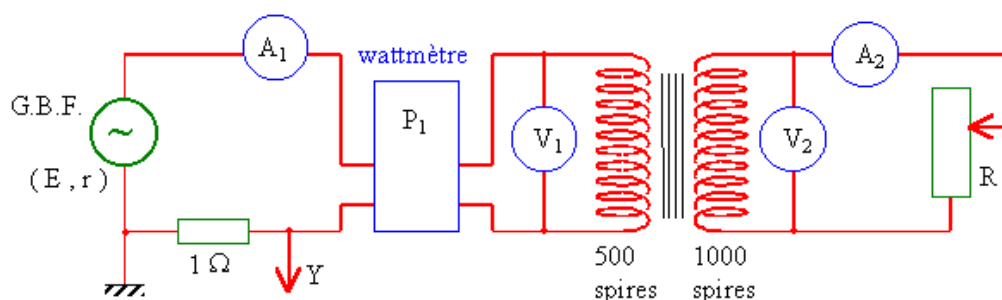 A1
wattmètre
A2
G.B.F.
~
P1
V1
V2
(E, r)
R
1 Ω
Y
500
spires
1000
spires